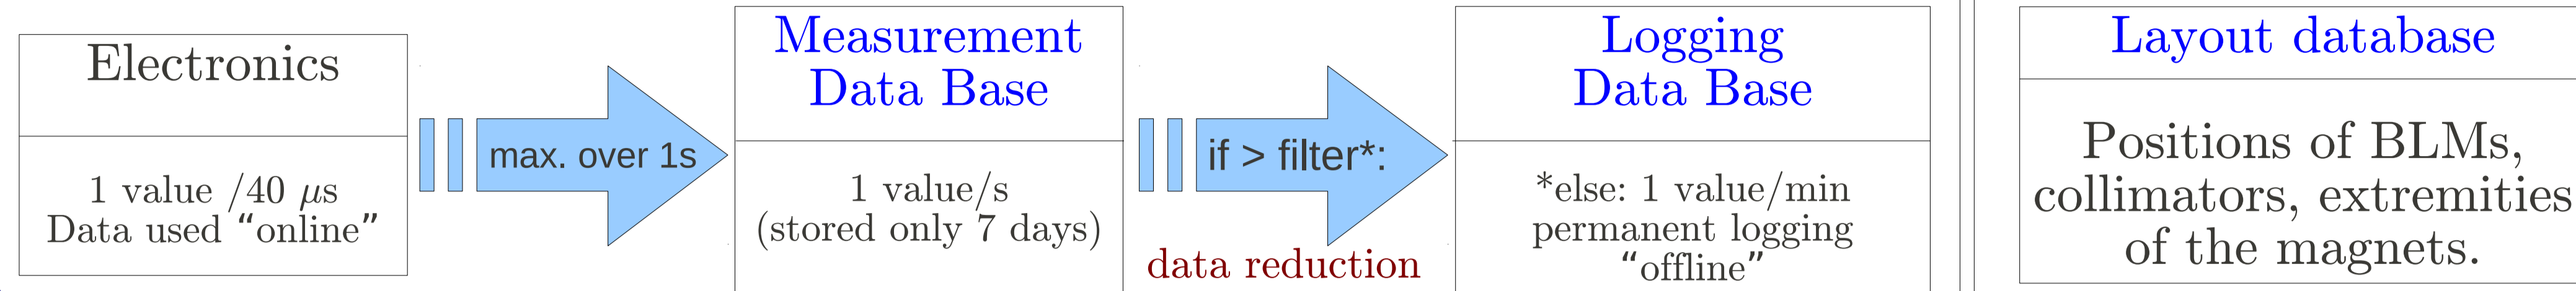 Electronics
1 value /40 µs
Data used “online”
max. over 1s
Measurement
Data Base
1 value/s
(stored only 7 days)
if > filter*:
data reduction
Logging
Data Base
*else: 1 value/min
permanent logging
“offline”
Layout database
Positions of BLMs,
collimators, extremities
of the magnets.